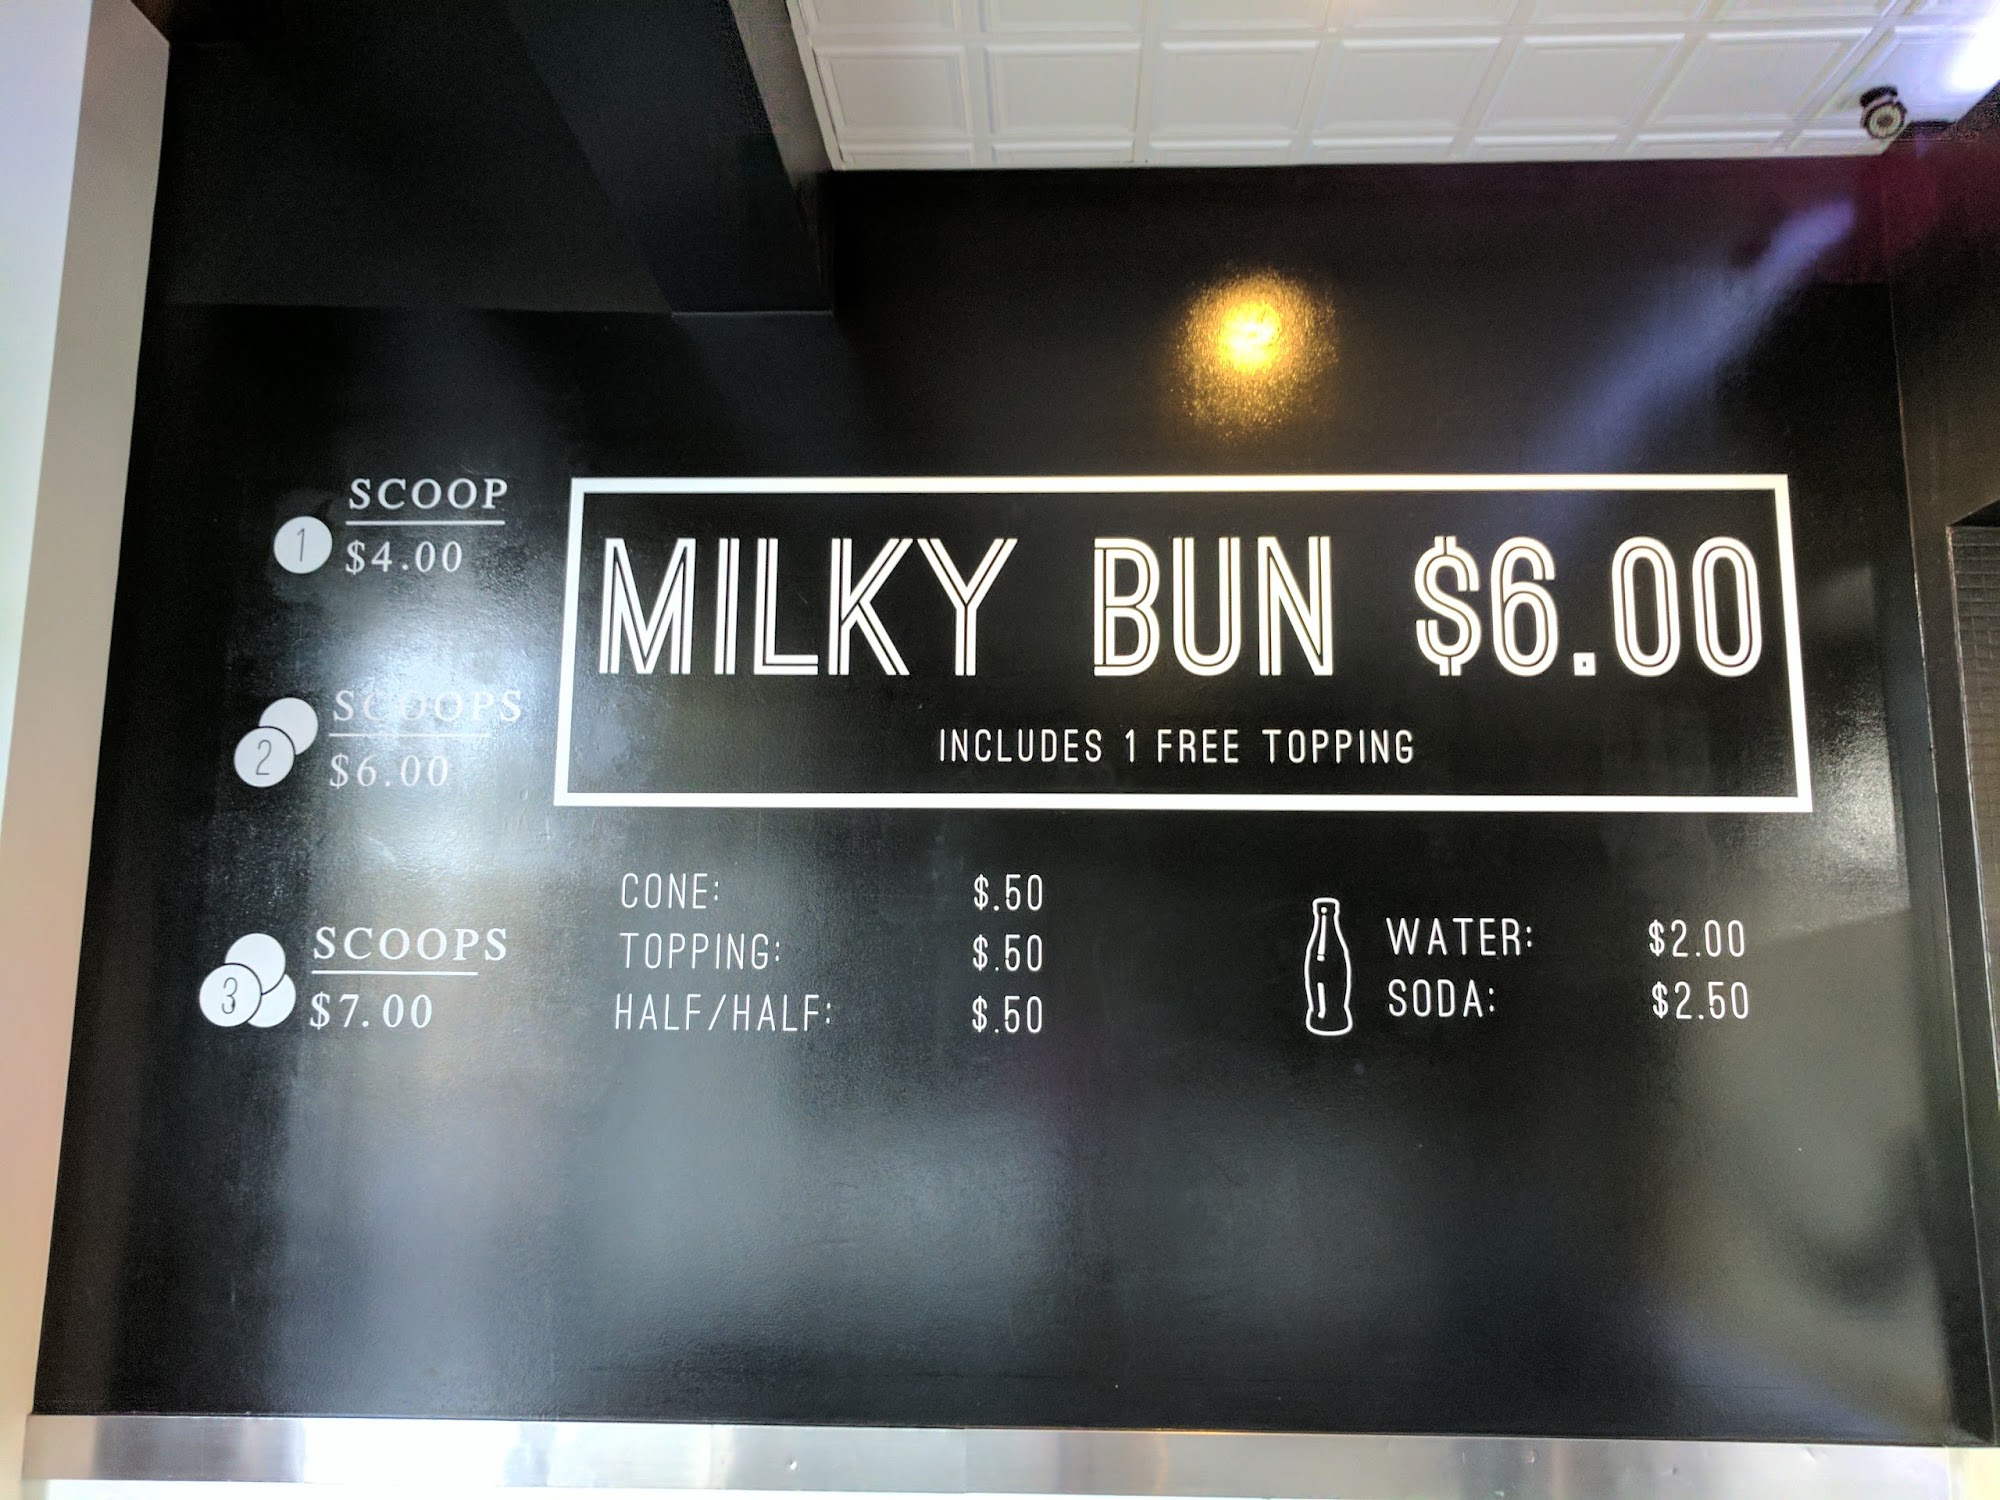 1 SCOOP
$4.00
2 SCOOPS
$6.00
3 SCOOPS
$7.00
MILKY BUN $6.00
INCLUDES 1 FREE TOPPING
CONE: $.50
TOPPING: $.50
HALF/HALF: $.50
WATER: $2.00
SODA: $2.50